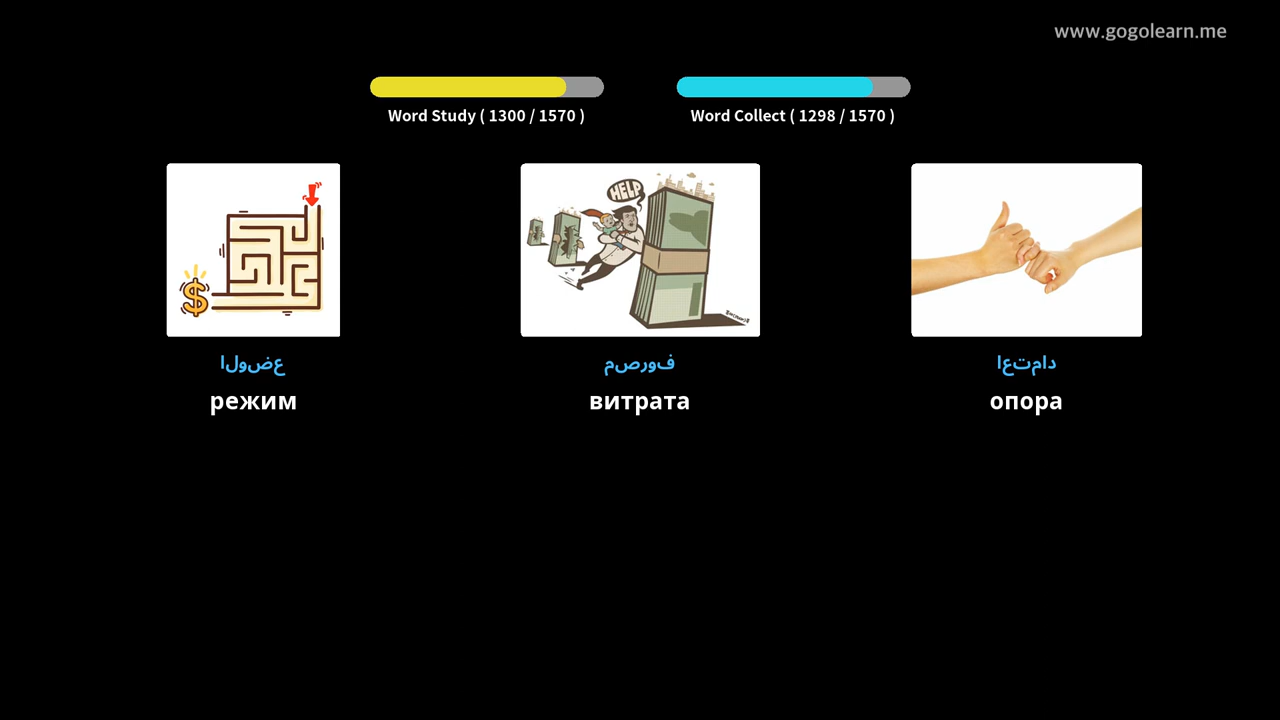 www.gogolearn.me
Word Study ( 1300 / 1570 )
Word Collect ( 1298 / 1570 )
HELP
$
الوضع
مصروف
اعتماد
режим
витрата
опора